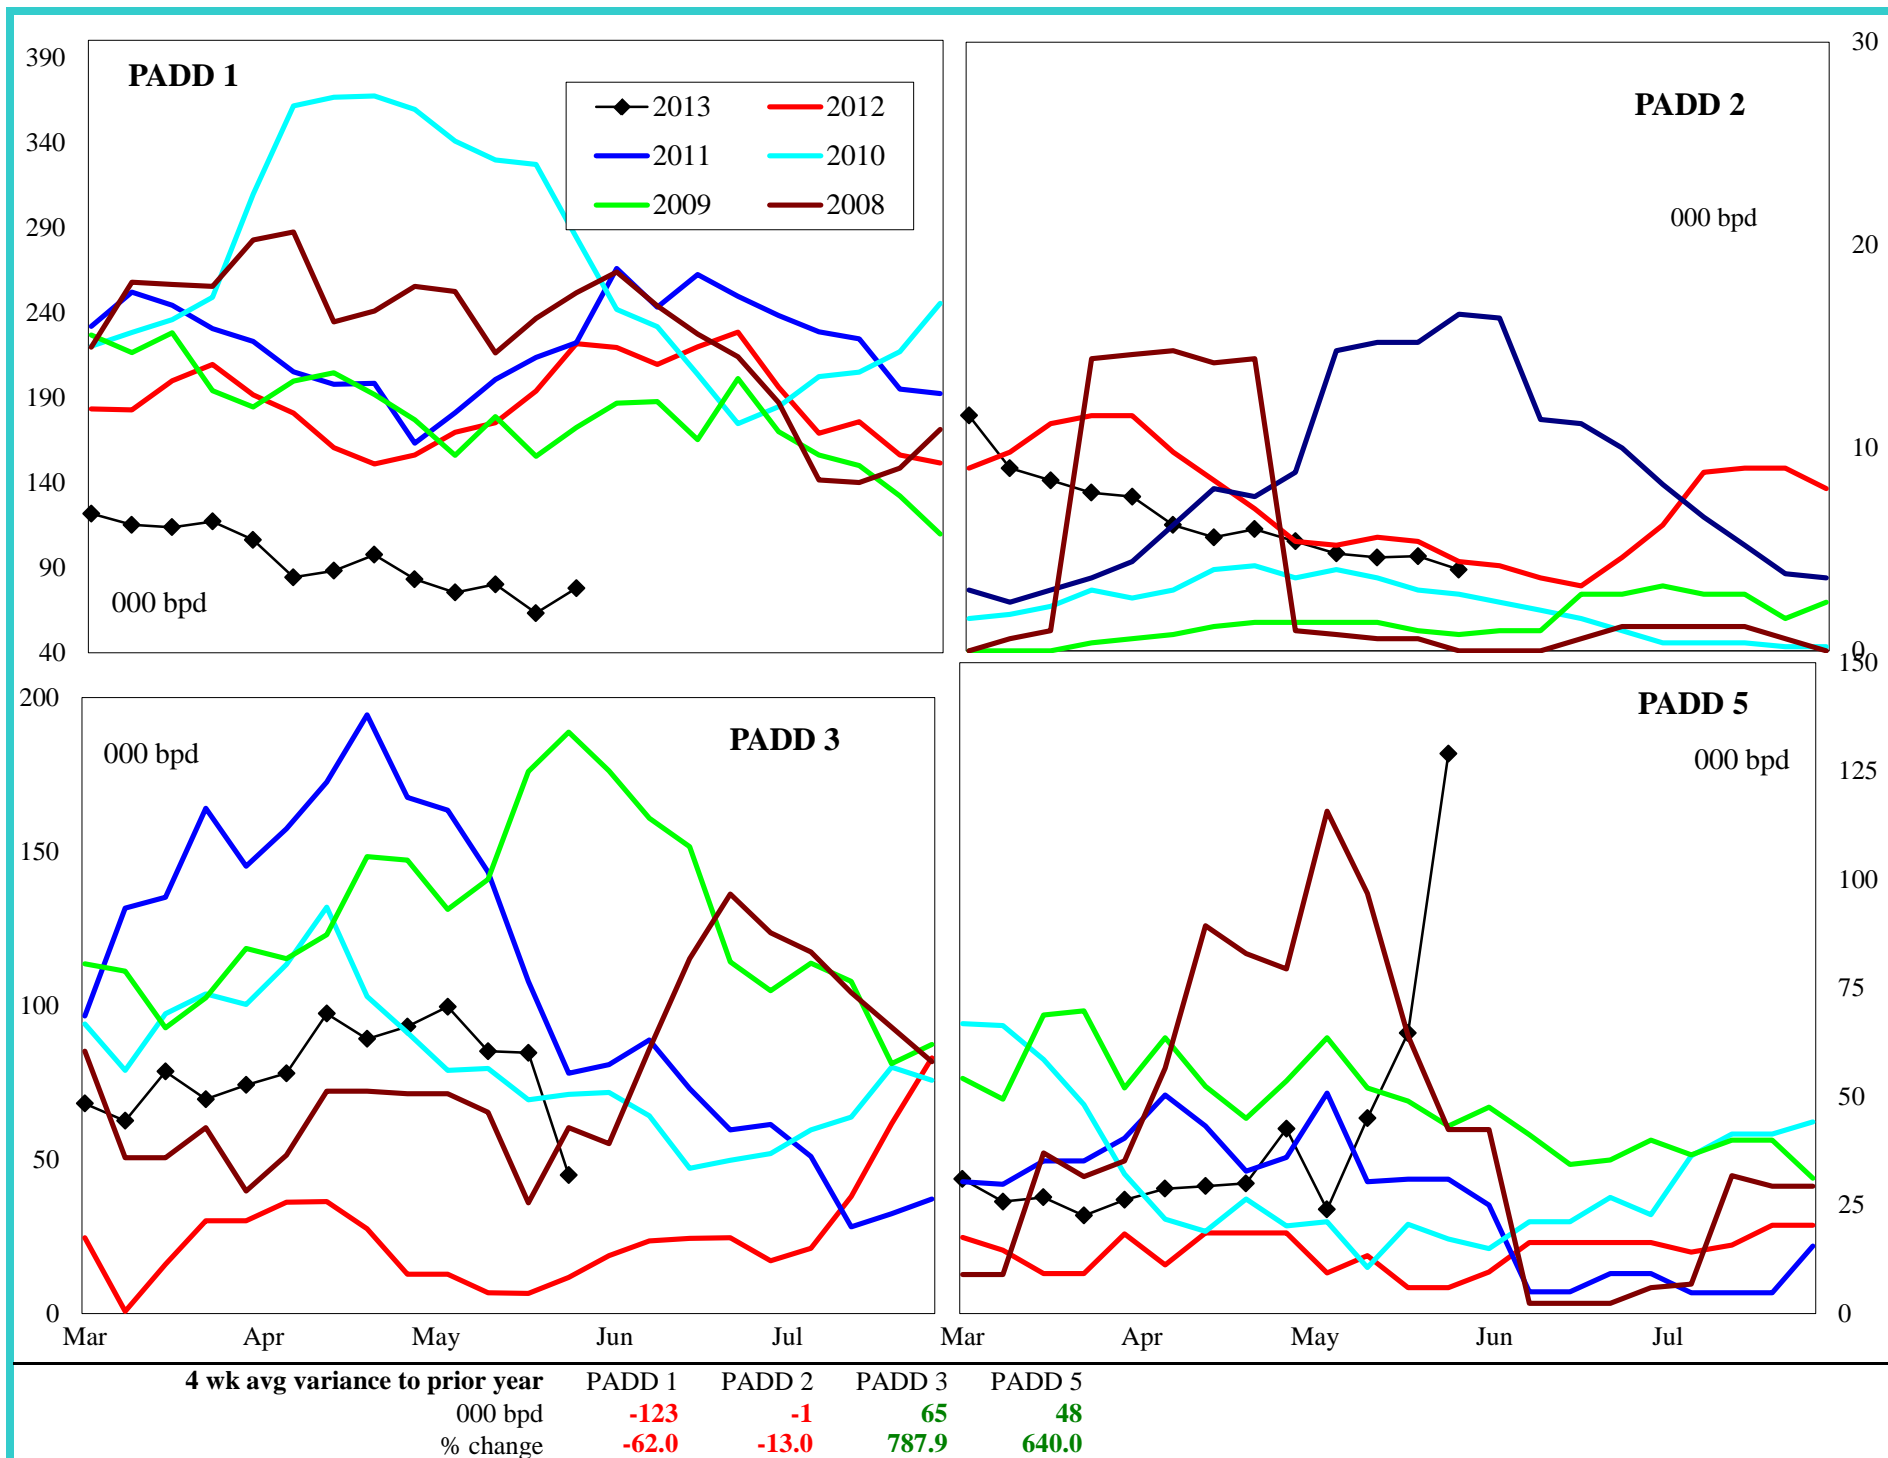 PADD 1
390
340
290
240
190
140
90
40
000 bpd
2013 2012
2011 2010
2009 2008
PADD 2
000 bpd
30
20
10
0
PADD 3
000 bpd
200
150
100
50
0
Mar Apr May Jun Jul
PADD 5
000 bpd
150
125
100
75
50
25
0
Mar Apr May Jun Jul
4 wk avg variance to prior year PADD 1 PADD 2 PADD 3 PADD 5
000 bpd -123 -1 65 48
% change -62.0 -13.0 787.9 640.0